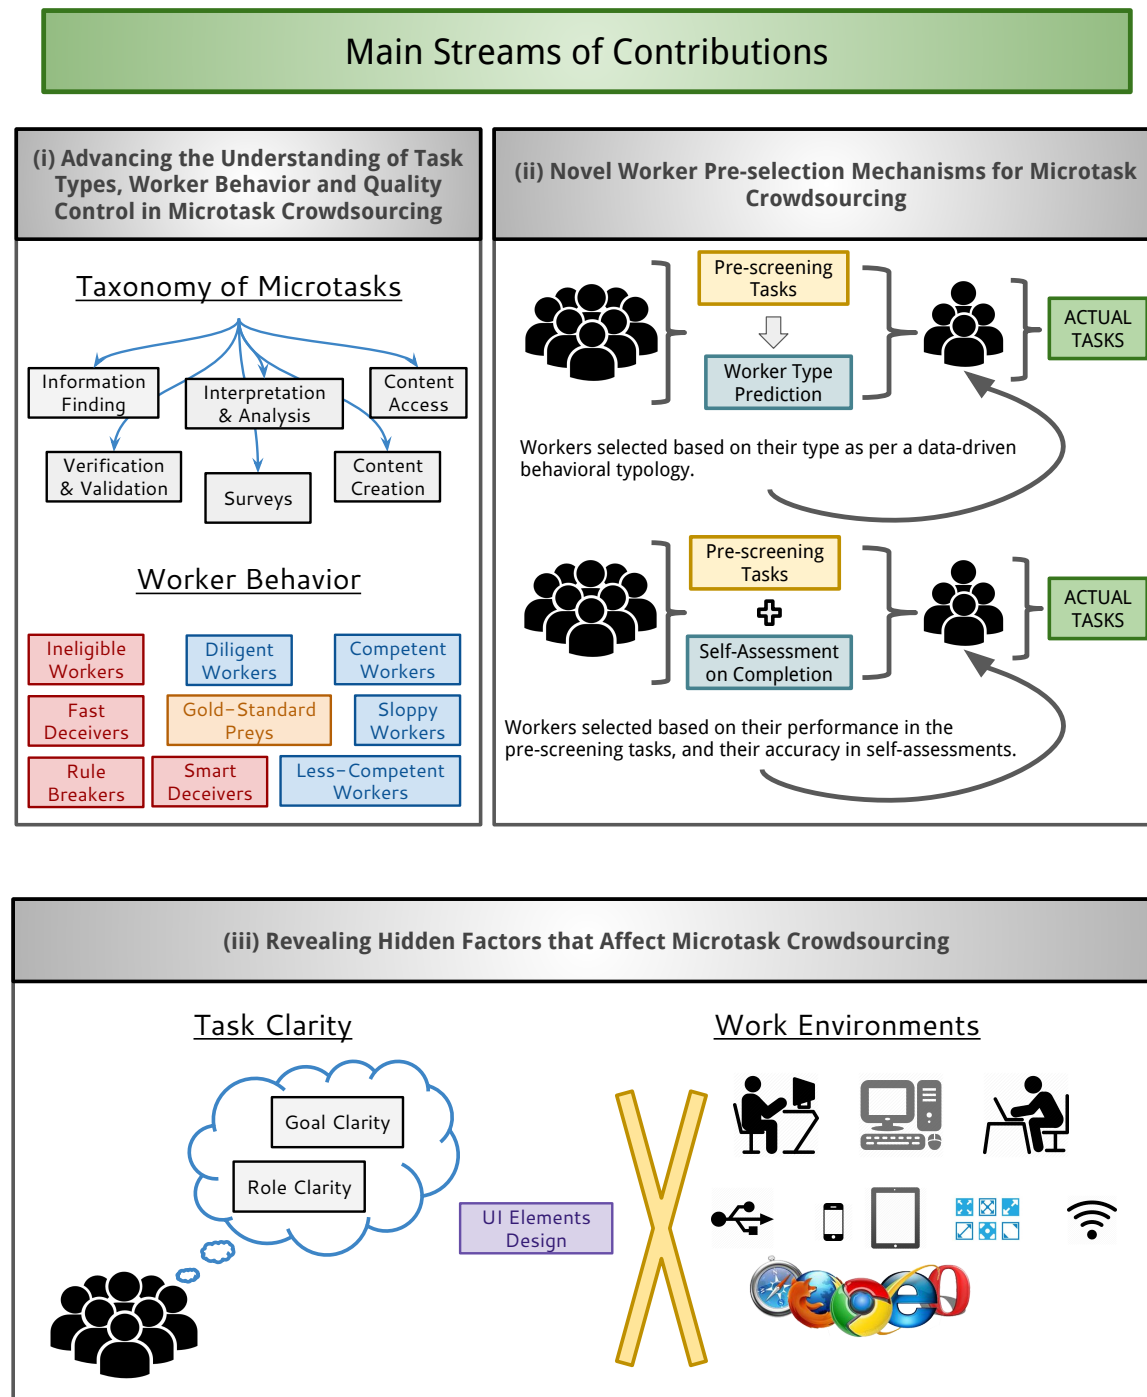 Main Streams of Contributions
(i) Advancing the Understanding of Task
Types, Worker Behavior and Quality
Control in Microtask Crowdsourcing
Taxonomy of Microtasks
Information
Finding
Interpretation
& Analysis
Content
Access
Verification
& Validation
Surveys
Content
Creation
Worker Behavior
Ineligible
Workers
Diligent
Workers
Competent
Workers
Fast
Deceivers
Gold-Standard
Preys
Sloppy
Workers
Rule
Breakers
Smart
Deceivers
Less-Competent
Workers
(ii) Novel Worker Pre-selection Mechanisms for Microtask
Crowdsourcing
Pre-screening
Tasks
Worker Type
Prediction
ACTUAL
TASKS
Workers selected based on their type as per a data-driven
behavioral typology.
Pre-screening
Tasks
Self-Assessment
on Completion
ACTUAL
TASKS
Workers selected based on their performance in the
pre-screening tasks, and their accuracy in self-assessments.
(iii) Revealing Hidden Factors that Affect Microtask Crowdsourcing
Task Clarity
Goal Clarity
Role Clarity
UI Elements
Design
Work Environments